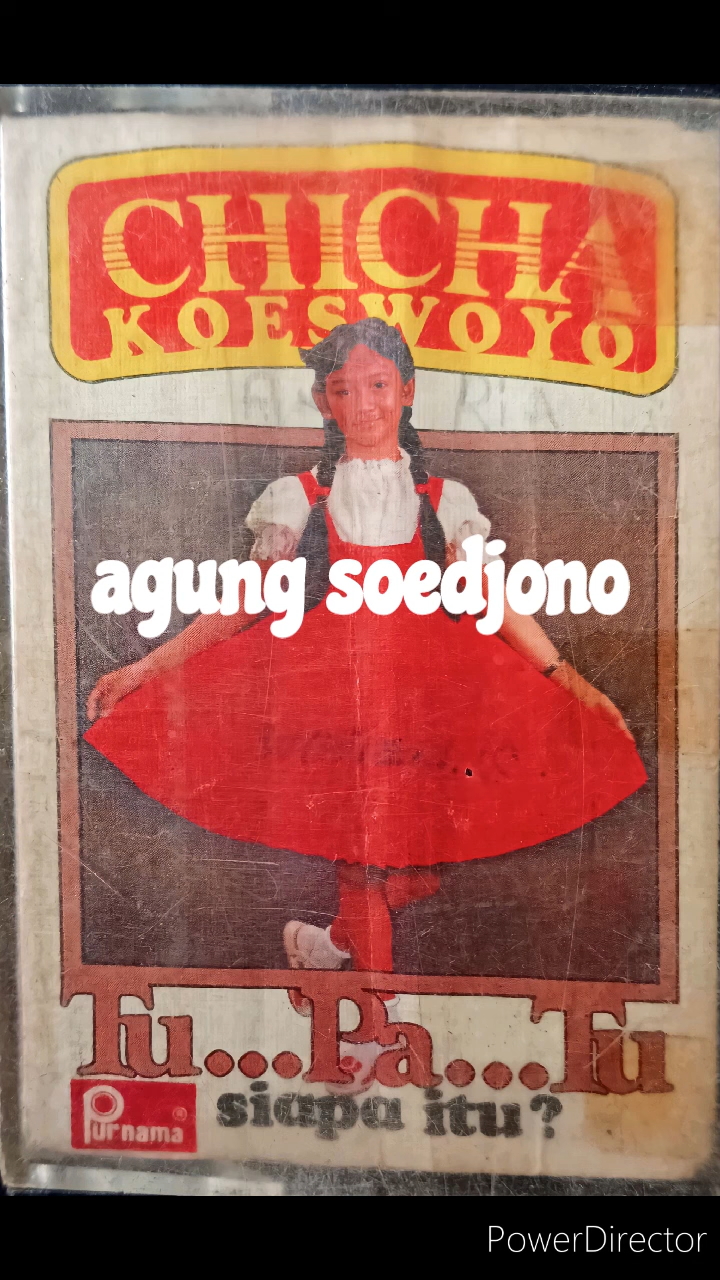 CHICHA
KOESWOYO
agung soedjono
Tu...Pa...Tu
siapa itu?
Purnama ®
PowerDirector